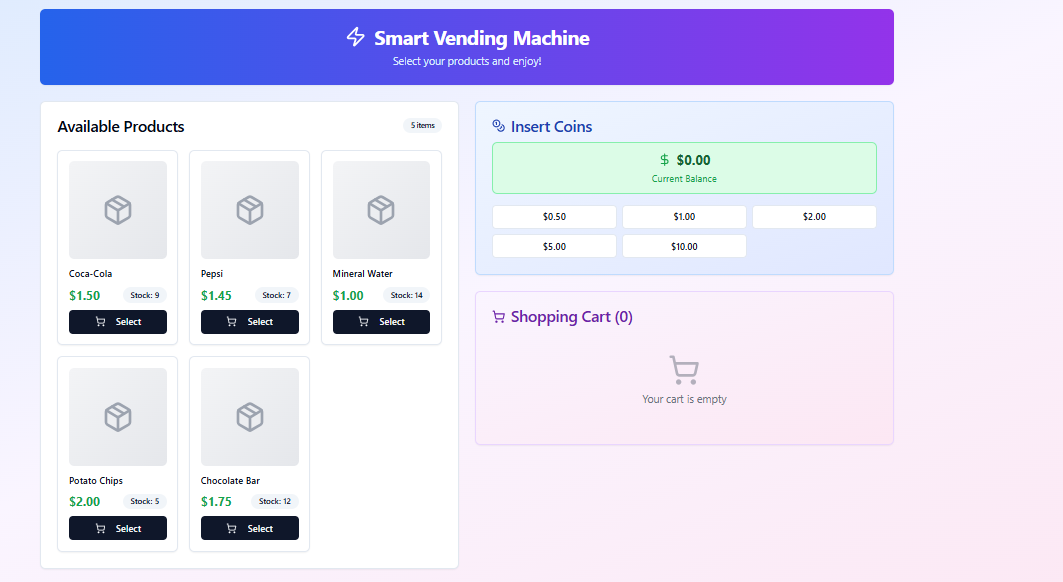 Smart Vending Machine
Select your products and enjoy!
Available Products
5 items
Coca-Cola
$1.50
Stock: 9
Select
Pepsi
$1.45
Stock: 7
Select
Mineral Water
$1.00
Stock: 14
Select
Potato Chips
$2.00
Stock: 5
Select
Chocolate Bar
$1.75
Stock: 12
Select
Insert Coins
$0.00
Current Balance
$0.50
$1.00
$2.00
$5.00
$10.00
Shopping Cart (0)
Your cart is empty